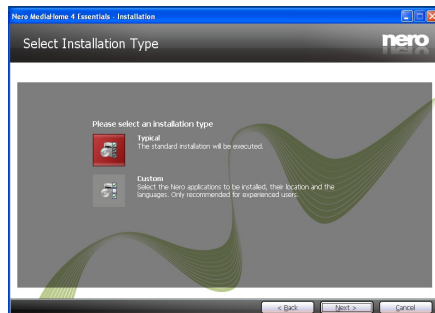 Nero MediaHome 4 Essentials - Installation
Select Installation Type
nero
Please select an installation type
Typical
The standard installation will be executed.
Custom
Select the Nero applications to be installed, their location and the
languages. Only recommended for experienced users.
< Back
Next >
Cancel